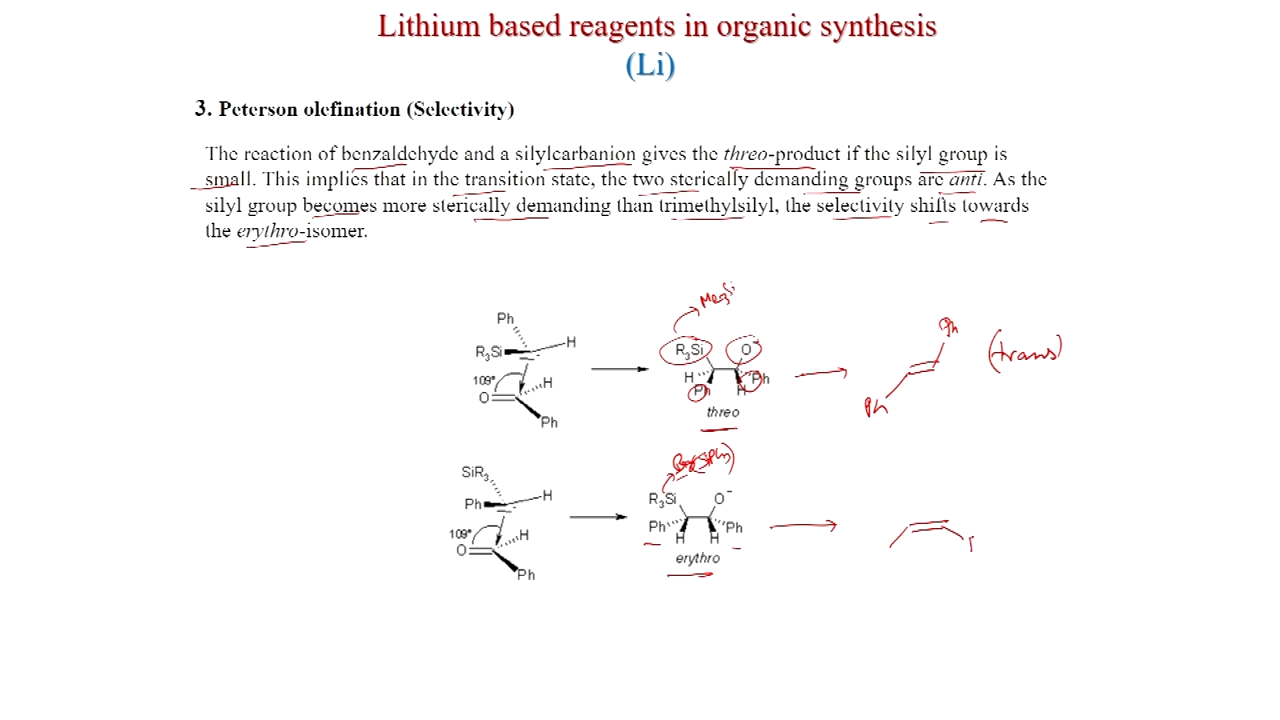 Lithium based reagents in organic synthesis
(Li)
3. Peterson olefination (Selectivity)
The reaction of benzaldehyde and a silylcarbanion gives the threo-product if the silyl group is
small. This implies that in the transition state, the two sterically demanding groups are anti. As the
silyl group becomes more sterically demanding than trimethylsilyl, the selectivity shifts towards
the erythro-isomer.
Me3Si
Ph
R3Si
H
109°
H
O
Ph
R3Si
O-
H
Ph
Ph
H
threo
Ph
Ph
(trans)
SiR3
Ph
H
109°
H
O
Ph
R3Si
O-
Ph
Ph
H
H
erythro